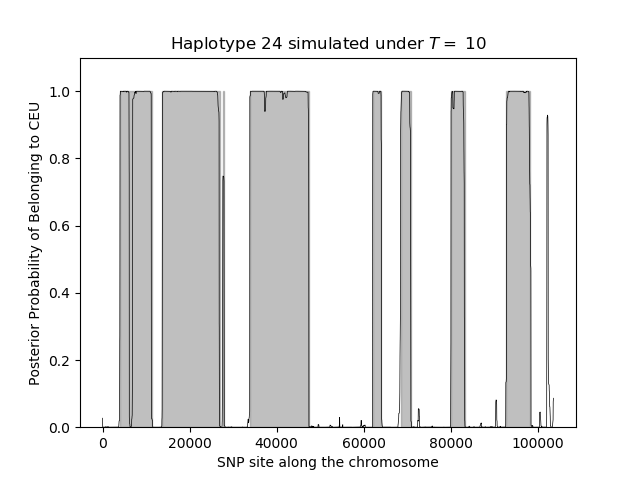 Haplotype 24 simulated under T = 10
Posterior Probability of Belonging to CEU
1.0
0.8
0.6
0.4
0.2
0.0
0 20000 40000 60000 80000 100000
SNP site along the chromosome